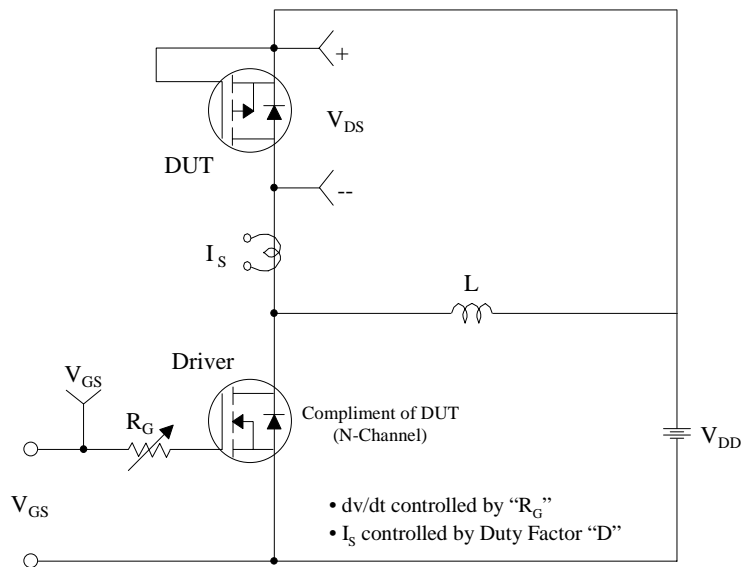 +
V_DS
DUT
--
I_S
L
Driver
V_GS
R_G
Compliment of DUT
(N-Channel)
V_DD
V_GS
• dv/dt controlled by “R_G”
• I_S controlled by Duty Factor “D”